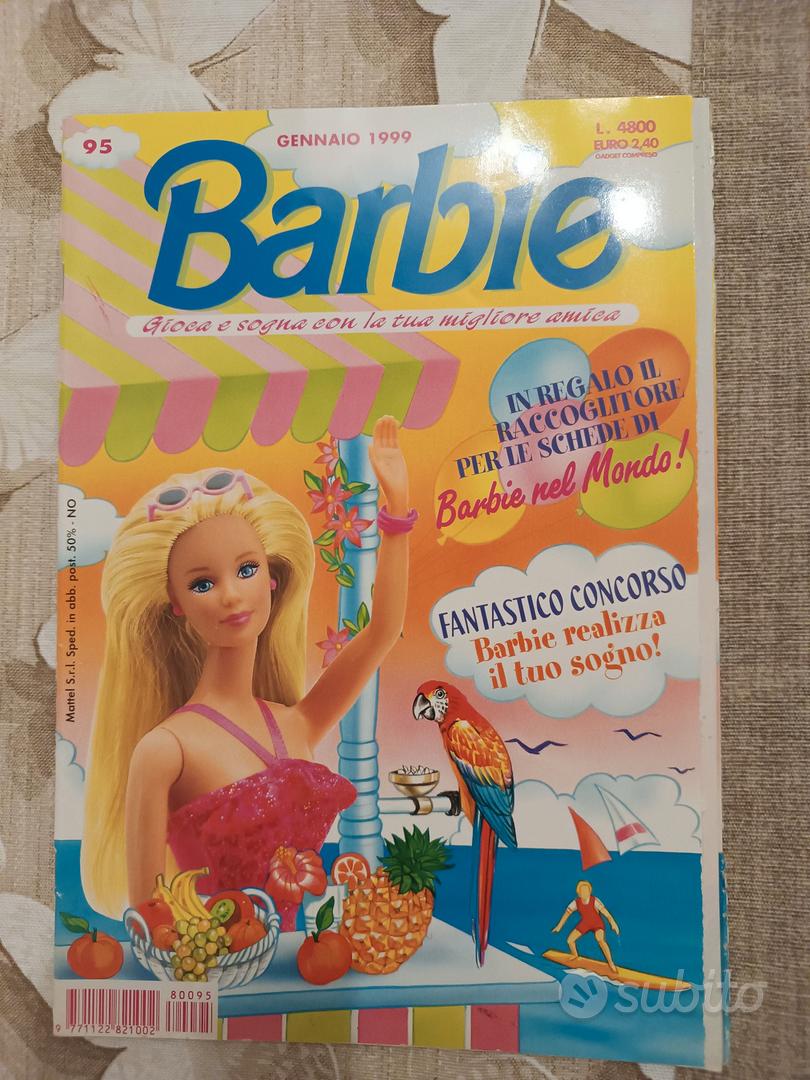 95
GENNAIO 1999
L. 4800
EURO 2,40
GADGET COMPRESO
Barbie
Gioca e sogna con la tua migliore amica
IN REGALO IL
RACCOGLITORE
PER LE SCHEDE DI
Barbie nel Mondo!
FANTASTICO CONCORSO
Barbie realizza
il tuo sogno!
Mattel S.r.l. Sped. in abb. post. 50% - NO
80095
9 771122 821002
subito